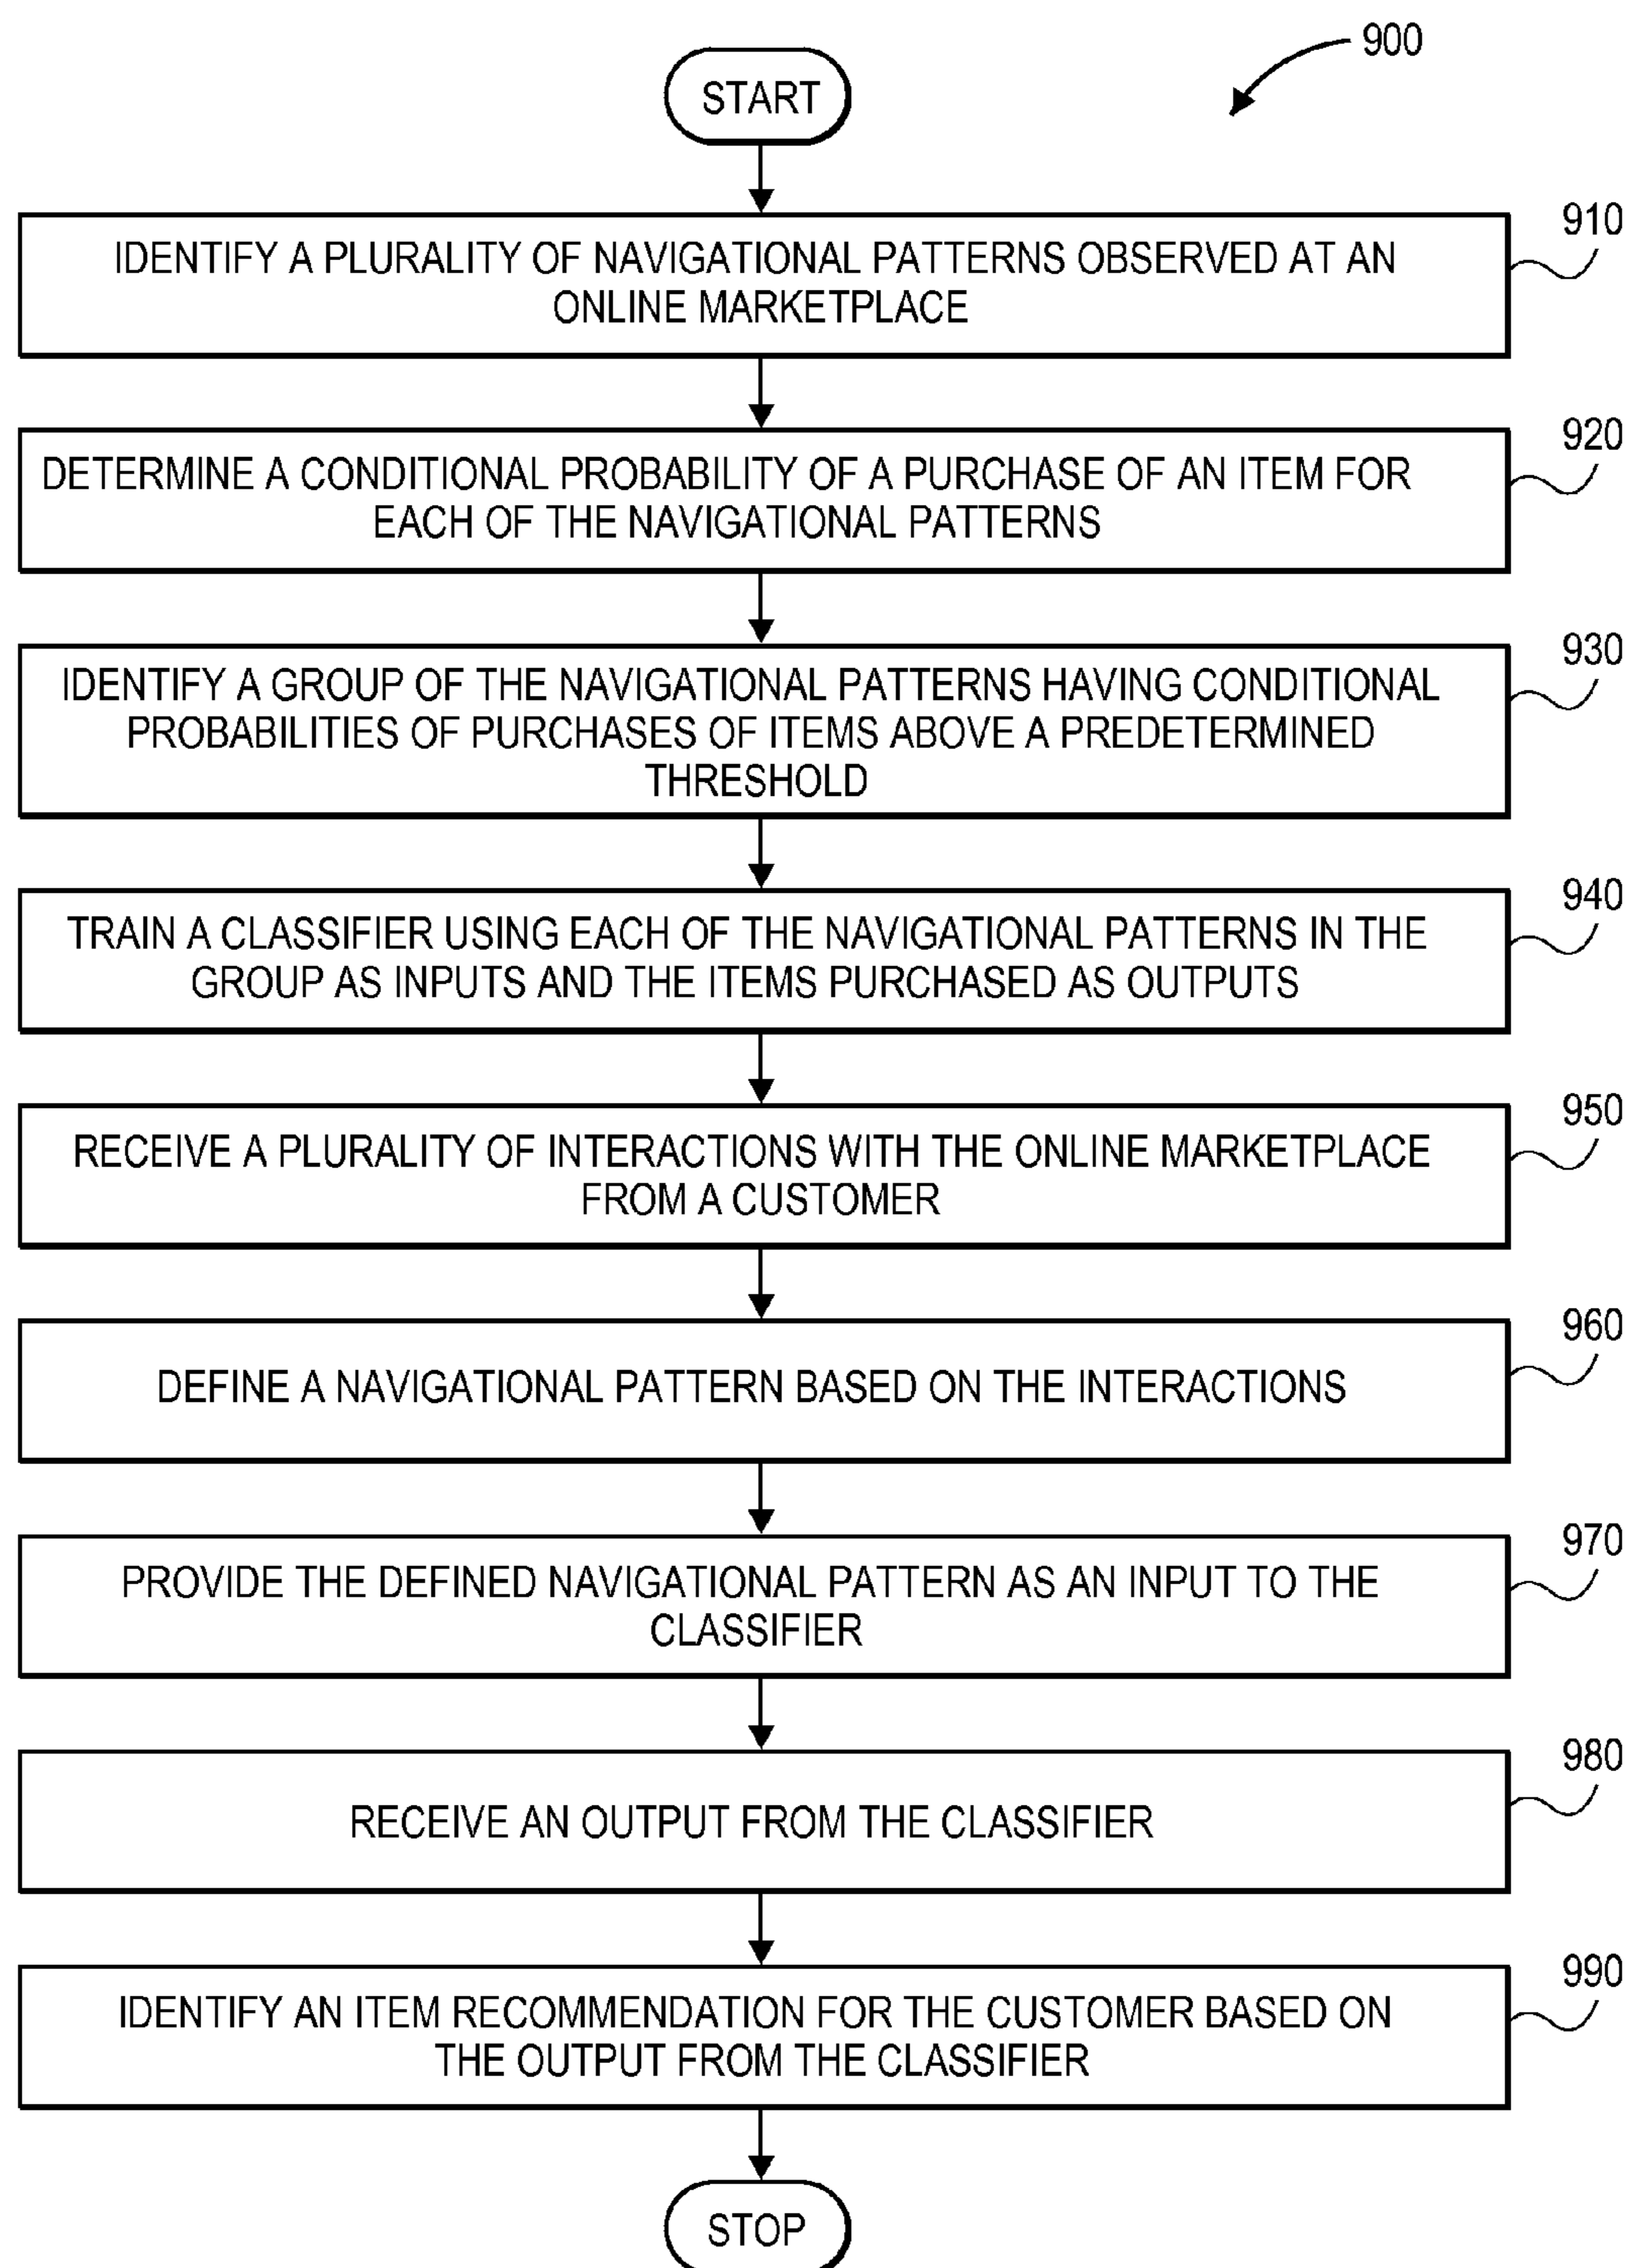 900
START
910
IDENTIFY A PLURALITY OF NAVIGATIONAL PATTERNS OBSERVED AT AN
ONLINE MARKETPLACE
920
DETERMINE A CONDITIONAL PROBABILITY OF A PURCHASE OF AN ITEM FOR
EACH OF THE NAVIGATIONAL PATTERNS
930
IDENTIFY A GROUP OF THE NAVIGATIONAL PATTERNS HAVING CONDITIONAL
PROBABILITIES OF PURCHASES OF ITEMS ABOVE A PREDETERMINED
THRESHOLD
940
TRAIN A CLASSIFIER USING EACH OF THE NAVIGATIONAL PATTERNS IN THE
GROUP AS INPUTS AND THE ITEMS PURCHASED AS OUTPUTS
950
RECEIVE A PLURALITY OF INTERACTIONS WITH THE ONLINE MARKETPLACE
FROM A CUSTOMER
960
DEFINE A NAVIGATIONAL PATTERN BASED ON THE INTERACTIONS
970
PROVIDE THE DEFINED NAVIGATIONAL PATTERN AS AN INPUT TO THE
CLASSIFIER
980
RECEIVE AN OUTPUT FROM THE CLASSIFIER
990
IDENTIFY AN ITEM RECOMMENDATION FOR THE CUSTOMER BASED ON
THE OUTPUT FROM THE CLASSIFIER
STOP